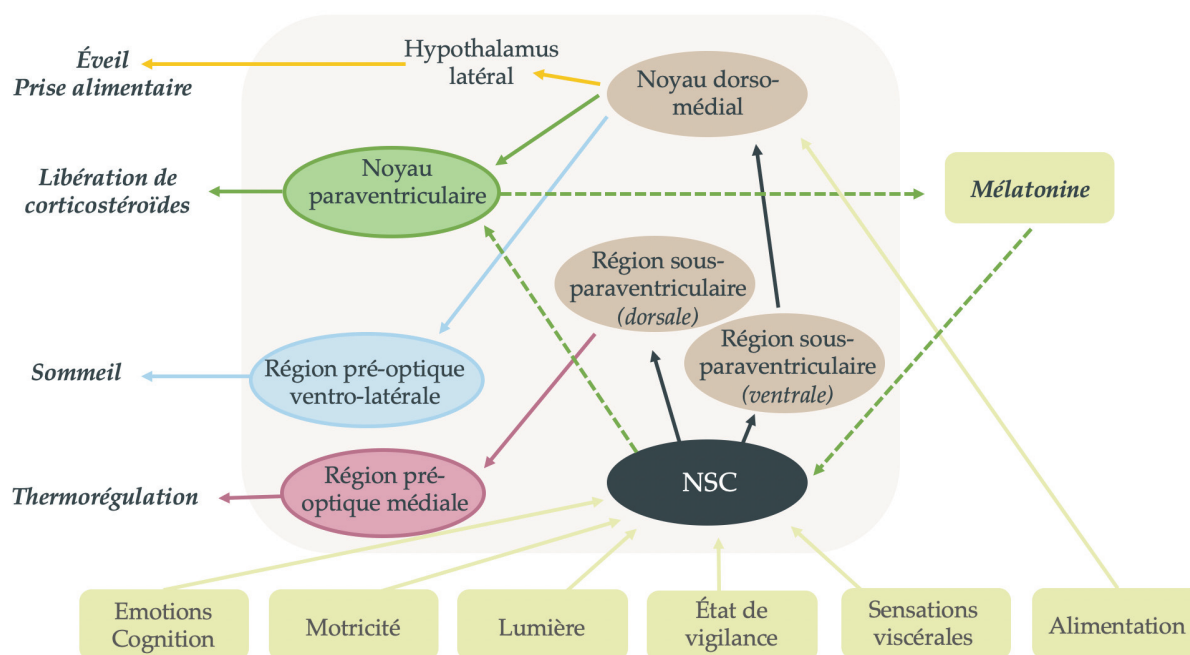 Éveil
Prise alimentaire
Hypothalamus
latéral
Noyau dorso-
médial
Libération de
corticostéroïdes
Noyau
paraventriculaire
Mélatonine
Région sous-
paraventriculaire
(dorsale)
Région sous-
paraventriculaire
(ventrale)
Sommeil
Région pré-optique
ventro-latérale
Thermorégulation
Région pré-
optique médiale
NSC
Emotions
Cognition
Motricité
Lumière
État de
vigilance
Sensations
viscérales
Alimentation